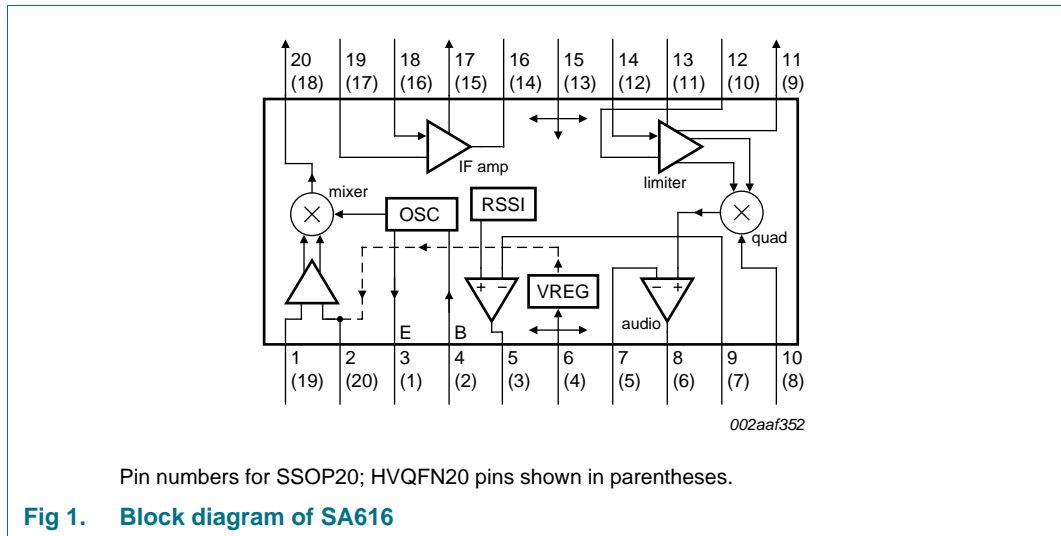 20 19 18 17 16 15 14 13 12 11
(18) (17) (16) (15) (14) (13) (12) (11) (10) (9)
IF amp
limiter
mixer
OSC
RSSI
quad
+ −
VREG
− +
audio
E B
1 2 3 4 5 6 7 8 9 10
(19) (20) (1) (2) (3) (4) (5) (6) (7) (8)
002aaf352
Pin numbers for SSOP20; HVQFN20 pins shown in parentheses.
Fig 1. Block diagram of SA616